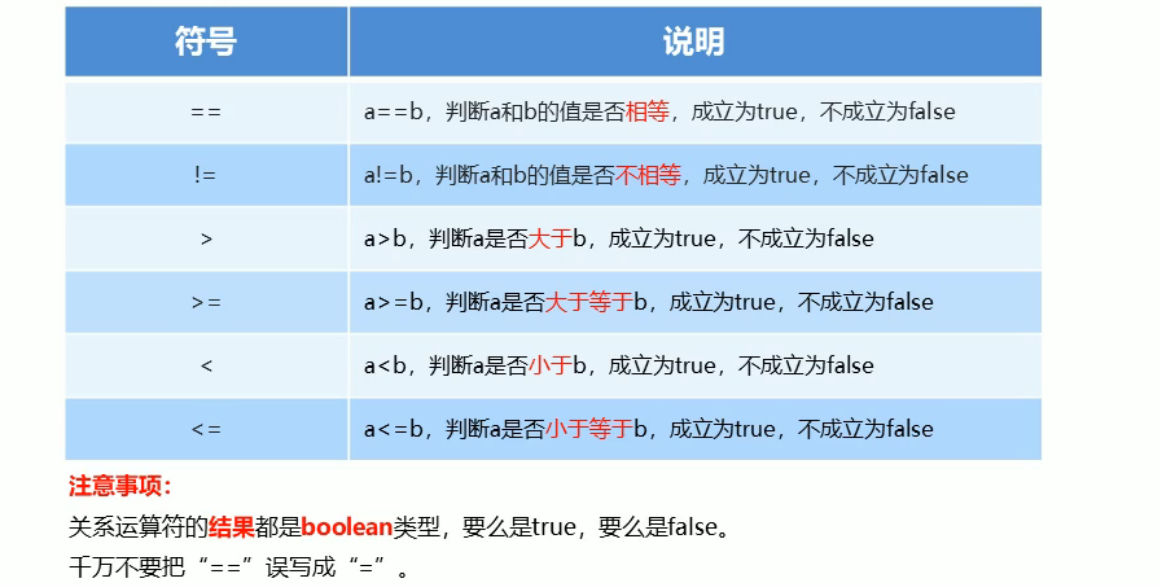 符号 说明
== a==b，判断a和b的值是否相等，成立为true，不成立为false
!= a!=b，判断a和b的值是否不相等，成立为true，不成立为false
> a>b，判断a是否大于b，成立为true，不成立为false
>= a>=b，判断a是否大于等于b，成立为true，不成立为false
< a<b，判断a是否小于b，成立为true，不成立为false
<= a<=b，判断a是否小于等于b，成立为true，不成立为false
注意事项：
关系运算符的结果都是boolean类型，要么是true，要么是false。
千万不要把“==”误写成“=”。